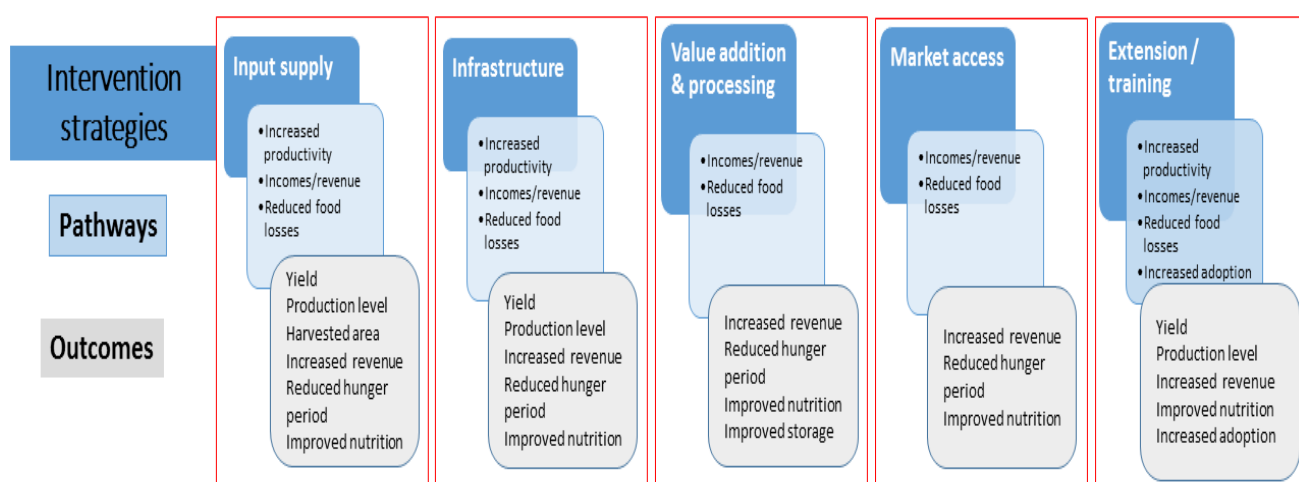 Intervention
strategies
Pathways
Outcomes
Input supply
•Increased
productivity
•Incomes/revenue
•Reduced food
losses
Yield
Production level
Harvested area
Increased revenue
Reduced hunger
period
Improved nutrition
Infrastructure
•Increased
productivity
•Incomes/revenue
•Reduced food
losses
Yield
Production level
Increased revenue
Reduced hunger
period
Improved nutrition
Value addition
& processing
•Incomes/revenue
•Reduced food
losses
Increased revenue
Reduced hunger
period
Improved nutrition
Improved storage
Market access
•Incomes/revenue
•Reduced food
losses
Increased revenue
Reduced hunger
period
Improved nutrition
Extension /
training
•Increased
productivity
•Incomes/revenue
•Reduced food
losses
•Increased adoption
Yield
Production level
Increased revenue
Improved nutrition
Increased adoption